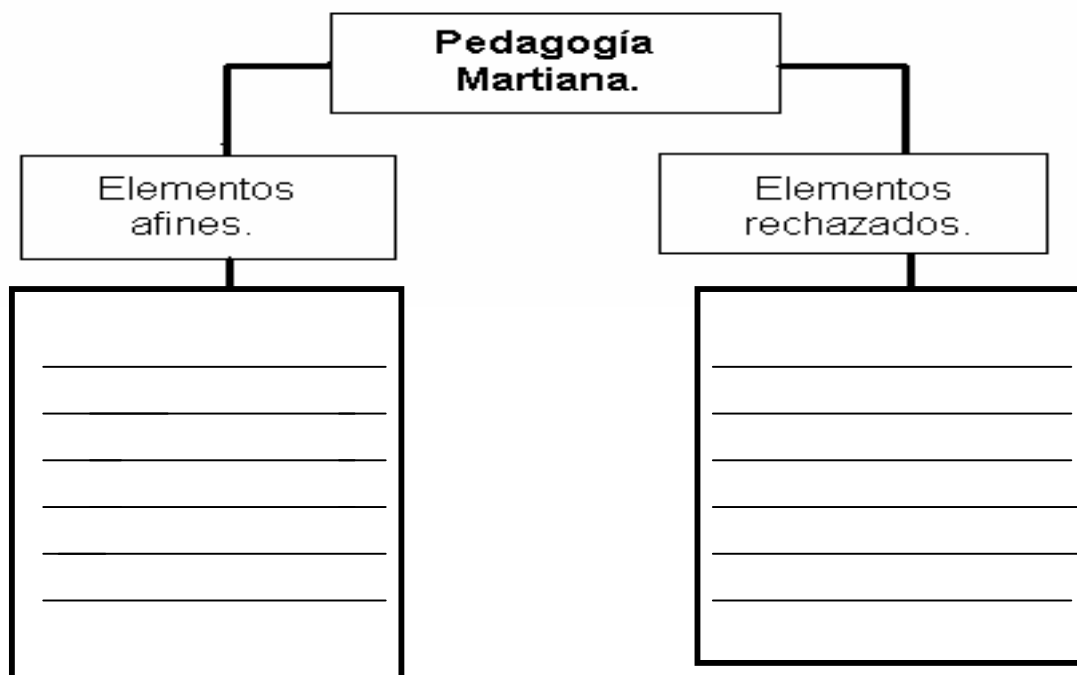 Pedagogía
Martiana.
Elementos
afines.
Elementos
rechazados.